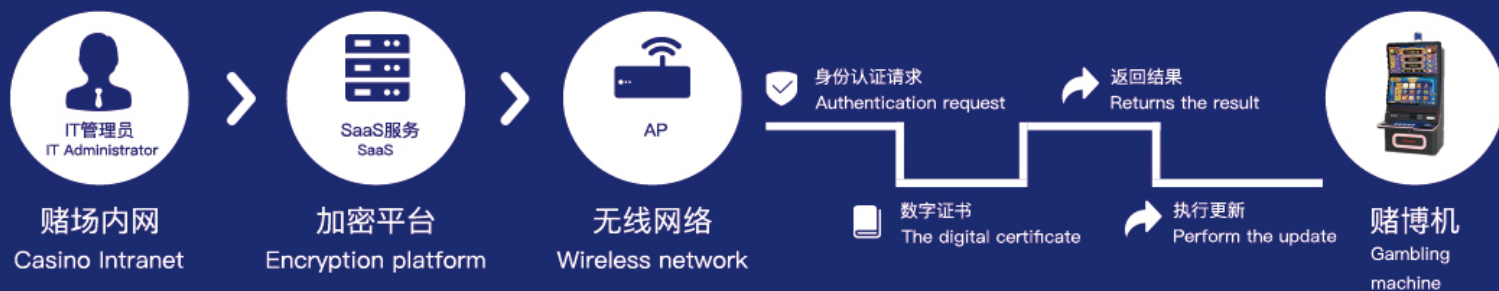 IT管理员
IT Administrator
赌场内网
Casino Intranet
SaaS服务
SaaS
加密平台
Encryption platform
AP
无线网络
Wireless network
身份认证请求
Authentication request
数字证书
The digital certificate
返回结果
Returns the result
执行更新
Perform the update
赌博机
Gambling
machine